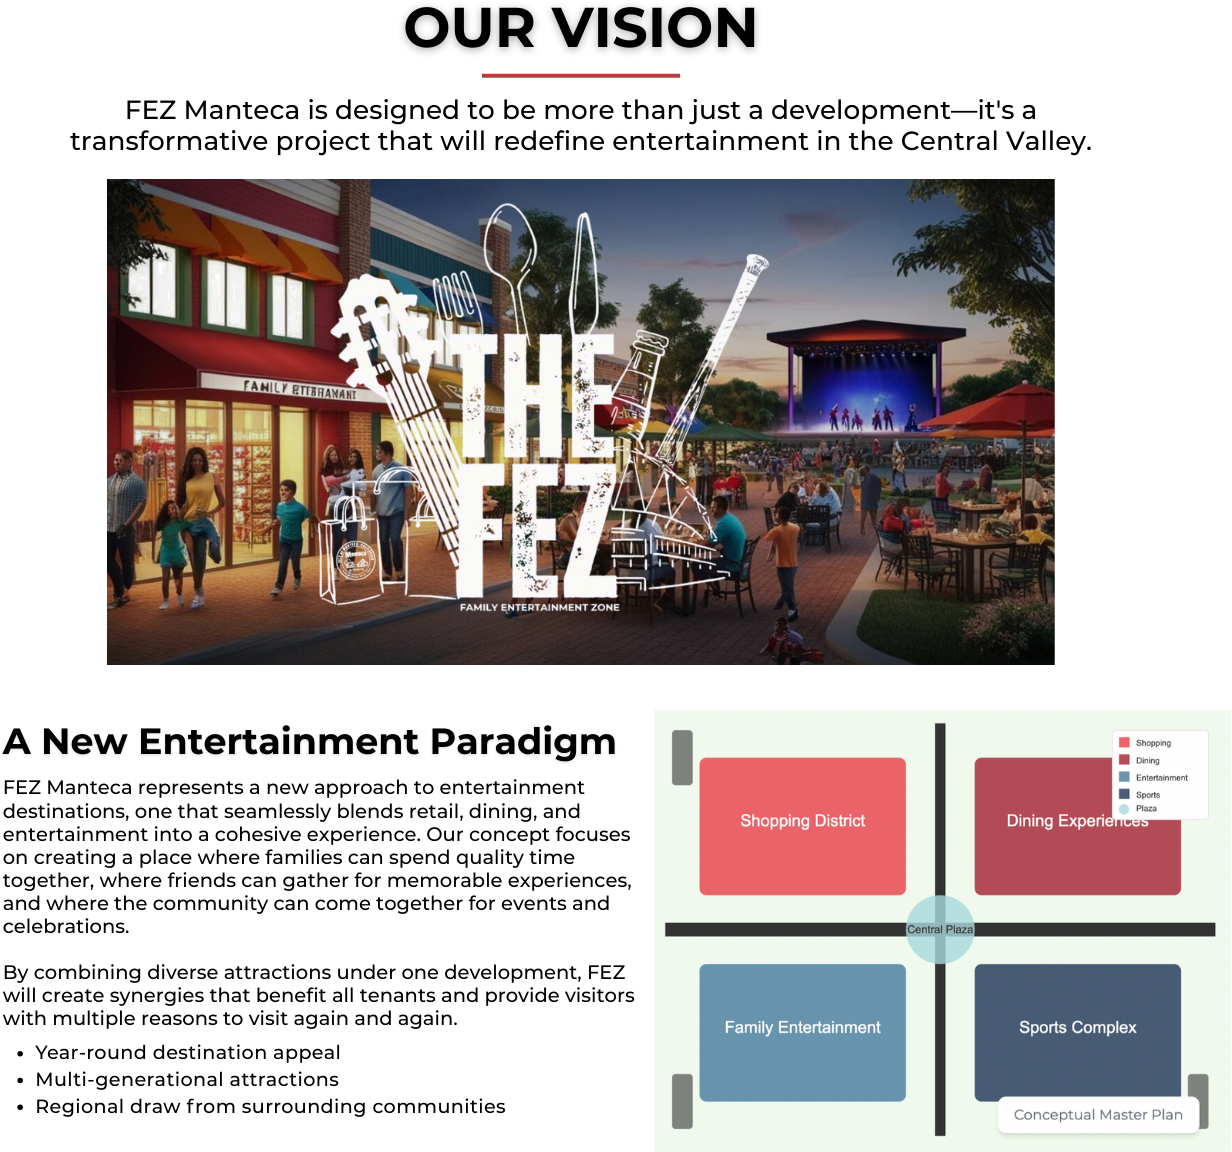 OUR VISION
FEZ Manteca is designed to be more than just a development—it's a
transformative project that will redefine entertainment in the Central Valley.
FAMILY
THE
FEZ
FAMILY ENTERTAINMENT ZONE
A New Entertainment Paradigm
FEZ Manteca represents a new approach to entertainment
destinations, one that seamlessly blends retail, dining, and
entertainment into a cohesive experience. Our concept focuses
on creating a place where families can spend quality time
together, where friends can gather for memorable experiences,
and where the community can come together for events and
celebrations.
By combining diverse attractions under one development, FEZ
will create synergies that benefit all tenants and provide visitors
with multiple reasons to visit again and again.
• Year-round destination appeal
• Multi-generational attractions
• Regional draw from surrounding communities
Shopping
Dining
Entertainment
Sports
Plaza
Shopping District
Dining Experiences
Central Plaza
Family Entertainment
Sports Complex
Conceptual Master Plan